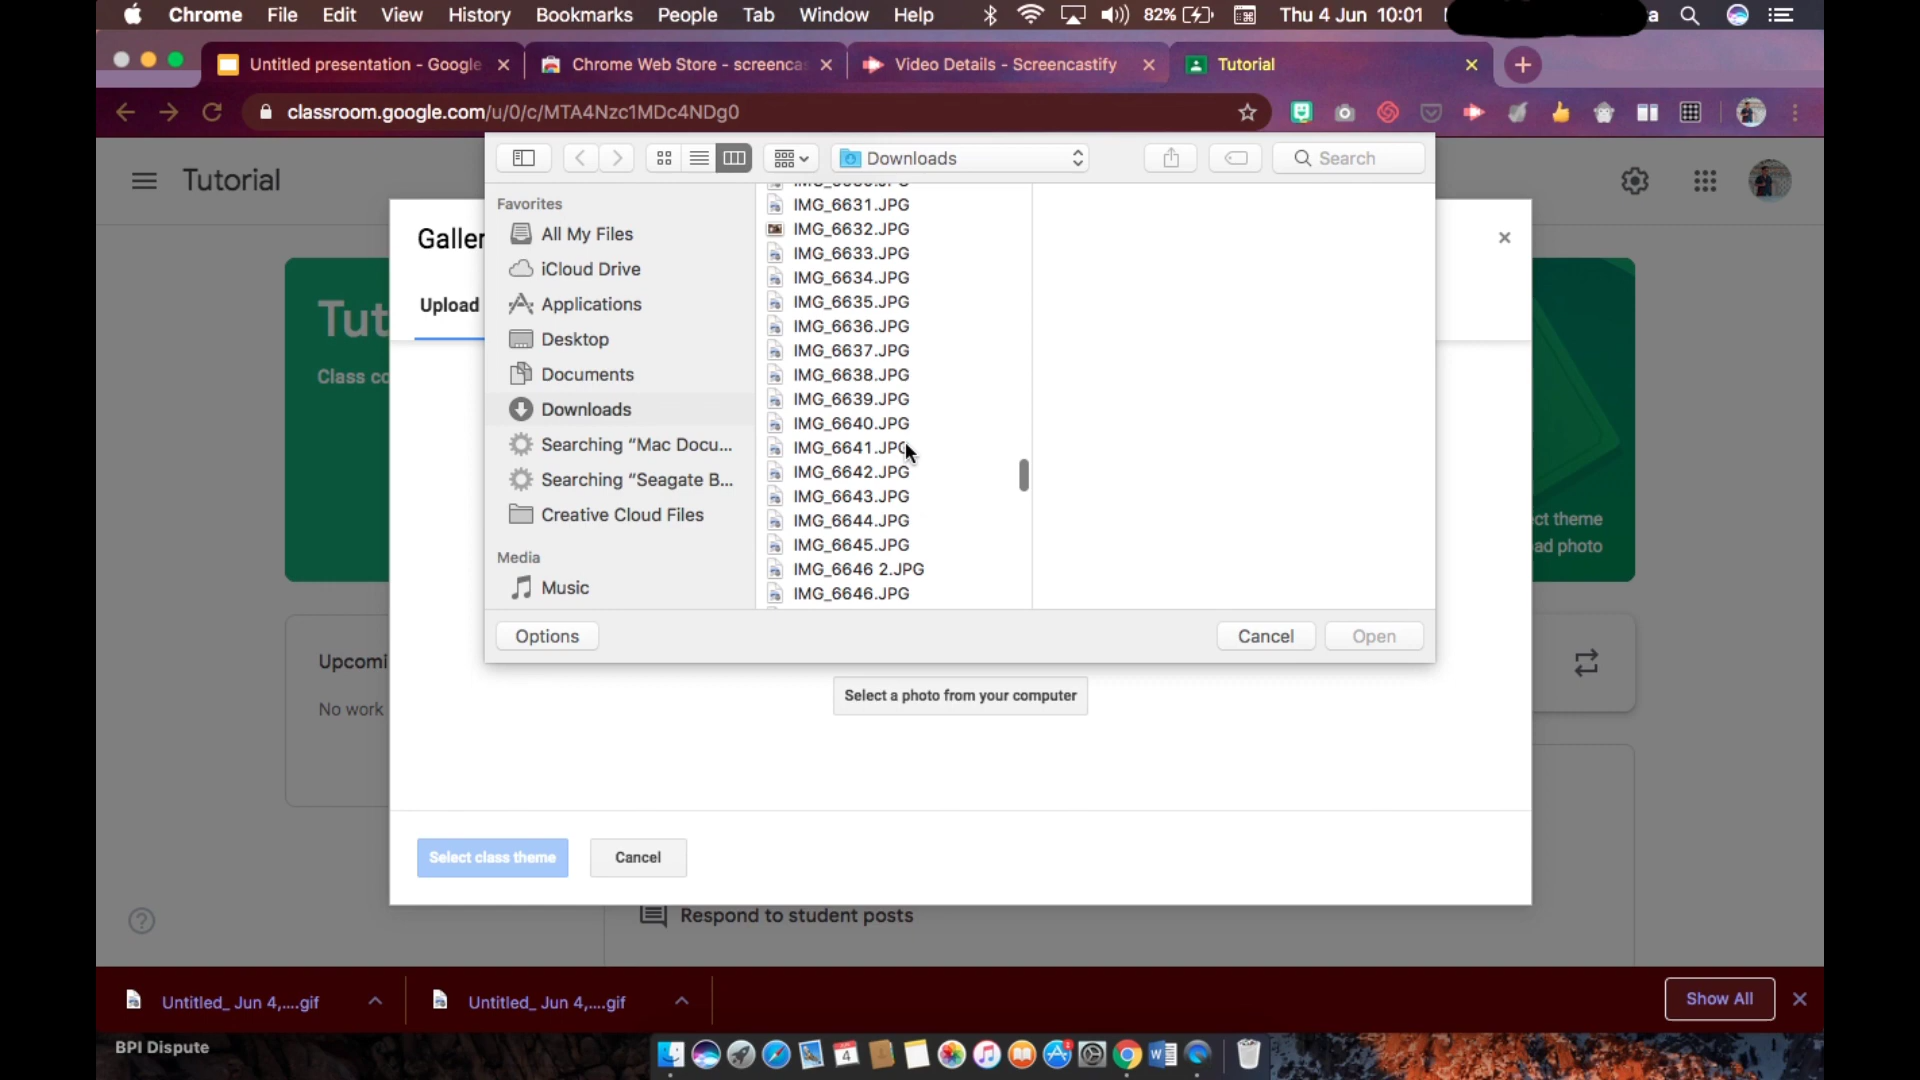 Chrome File Edit View History Bookmarks People Tab Window Help 82% Thu 4 Jun 10:01 a
Untitled presentation - Google
Chrome Web Store - screencas
Video Details - Screencastify
Tutorial
classroom.google.com/u/0/c/MTA4Nzc1MDc4NDg0
Tutorial
Downloads
Search
Favorites
All My Files
iCloud Drive
Applications
Desktop
Documents
Downloads
Searching “Mac Docu...
Searching “Seagate B...
Creative Cloud Files
Media
Music
IMG_6631.JPG
IMG_6632.JPG
IMG_6633.JPG
IMG_6634.JPG
IMG_6635.JPG
IMG_6636.JPG
IMG_6637.JPG
IMG_6638.JPG
IMG_6639.JPG
IMG_6640.JPG
IMG_6641.JPG
IMG_6642.JPG
IMG_6643.JPG
IMG_6644.JPG
IMG_6645.JPG
IMG_6646 2.JPG
IMG_6646.JPG
Options
Cancel
Open
Galler
Upload
Tut
Class co
ect theme
ad photo
Upcomi
No work
Select a photo from your computer
Select class theme
Cancel
Respond to student posts
Untitled_ Jun 4,....gif
Untitled_ Jun 4,....gif
Show All
BPI Dispute
4